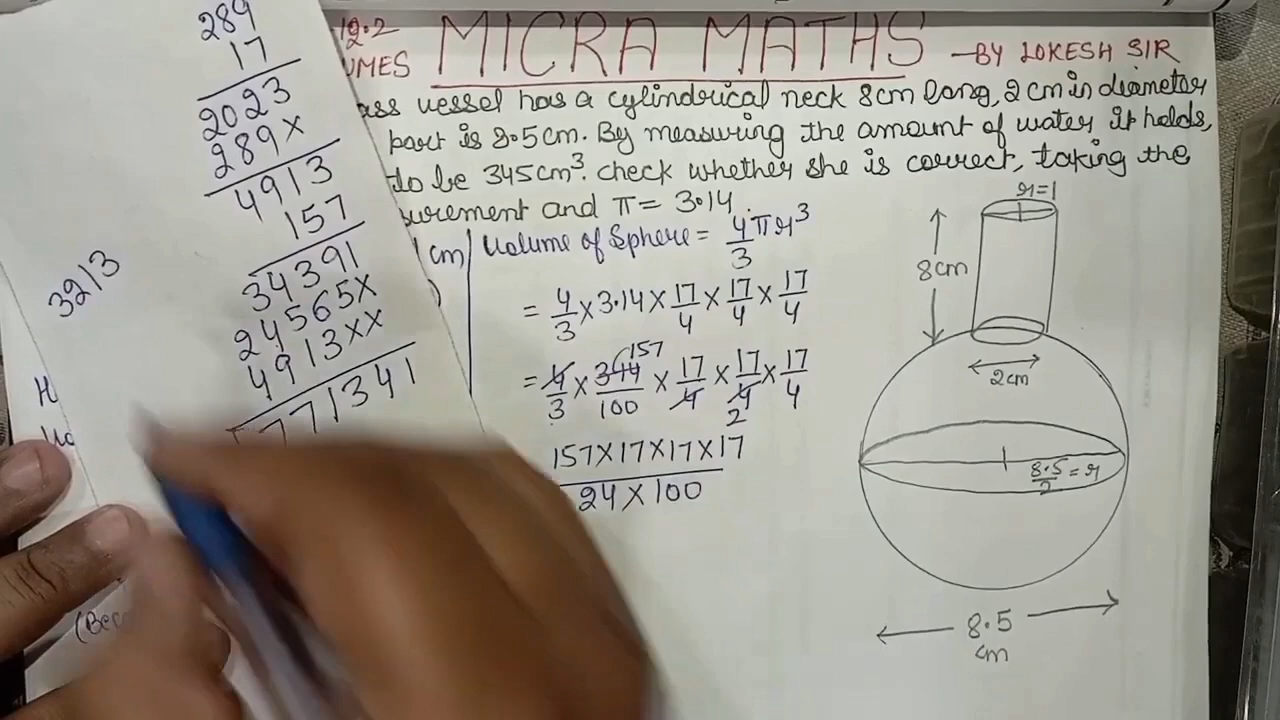 289
17
2023
289×
4913
157
34391
24565×
4913××
771341
3213
12.2
UMES
MICRA MATHS
-BY LOKESH SIR
ass vessel has a cylindrical neck 8cm long, 2cm in diameter
part is 8.5cm. By measuring the amount of water it holds,
to be 345cm³. check whether she is correct, taking the
surement and π = 3.14.
cm) Volume of Sphere = 4/3 πr³
= 4/3 × 3.14 × 17/4 × 17/4 × 17/4
157
= 4/3 × 314/100 × 17/4 × 17/4 × 17/4
2
157×17×17×17
24×100
r=1
8cm
2cm
8.5/2 = r
8.5
cm
H
(Bec